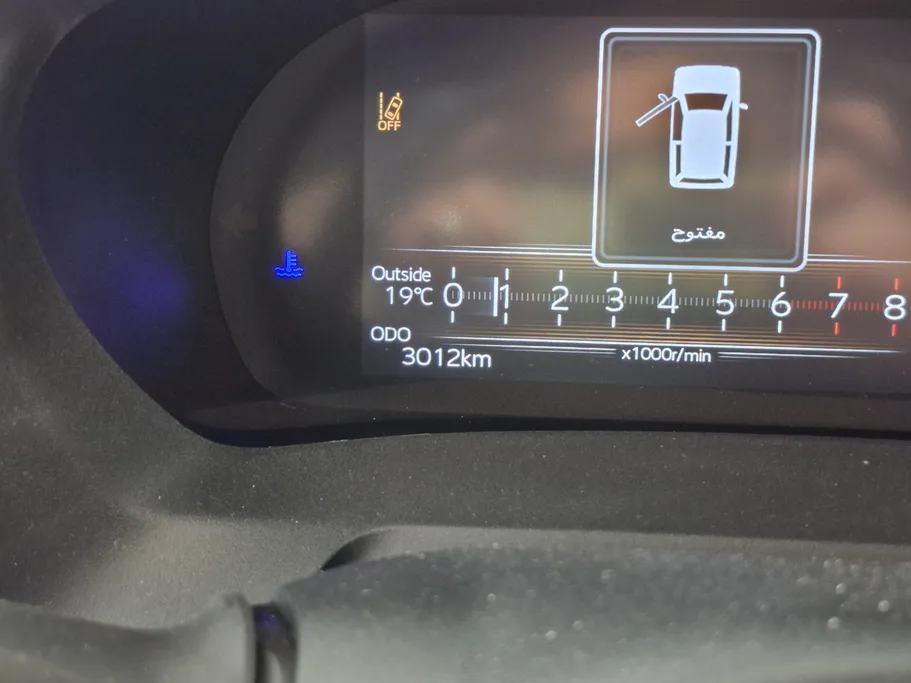 OFF
مفتوح
Outside
19°C
0 1 2 3 4 5 6 7 8
ODO
3012km
x1000r/min